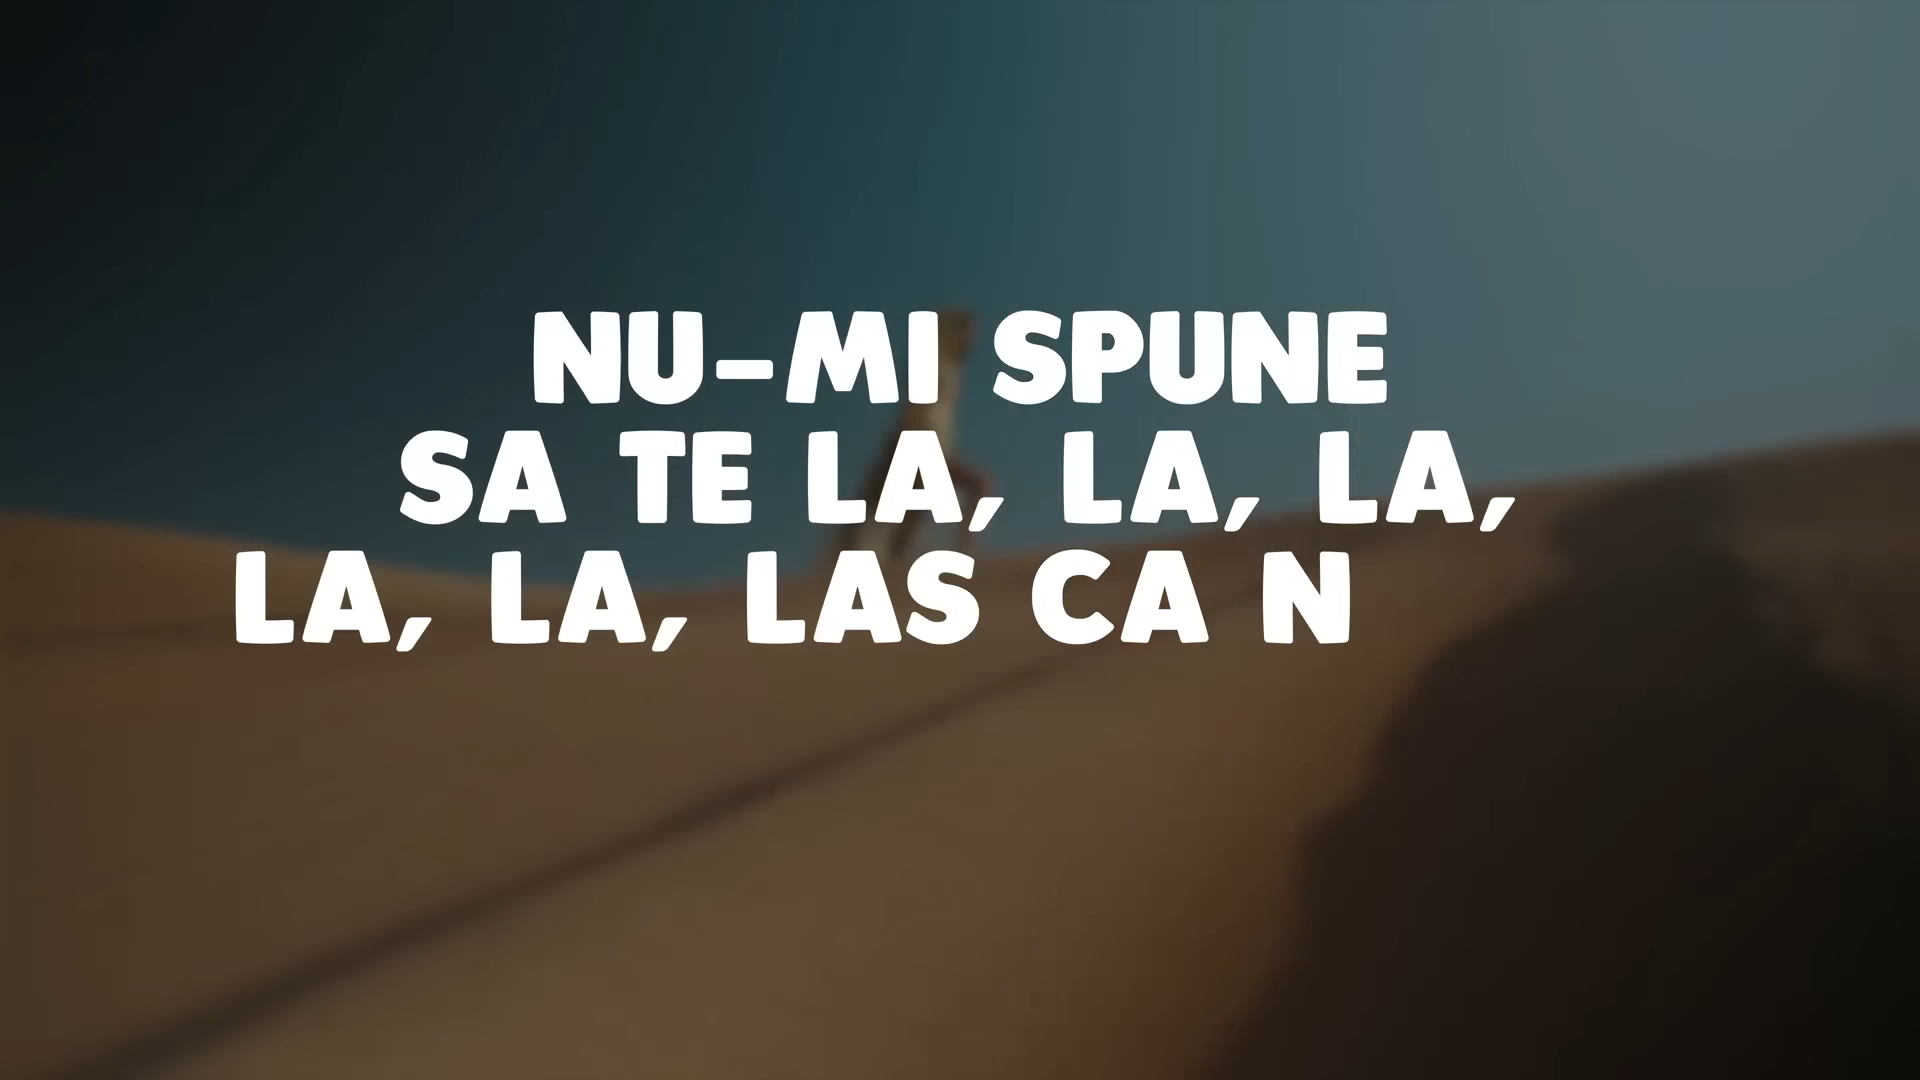 NU-MI SPUNE
SA TE LA, LA, LA,
LA, LA, LAS CA N